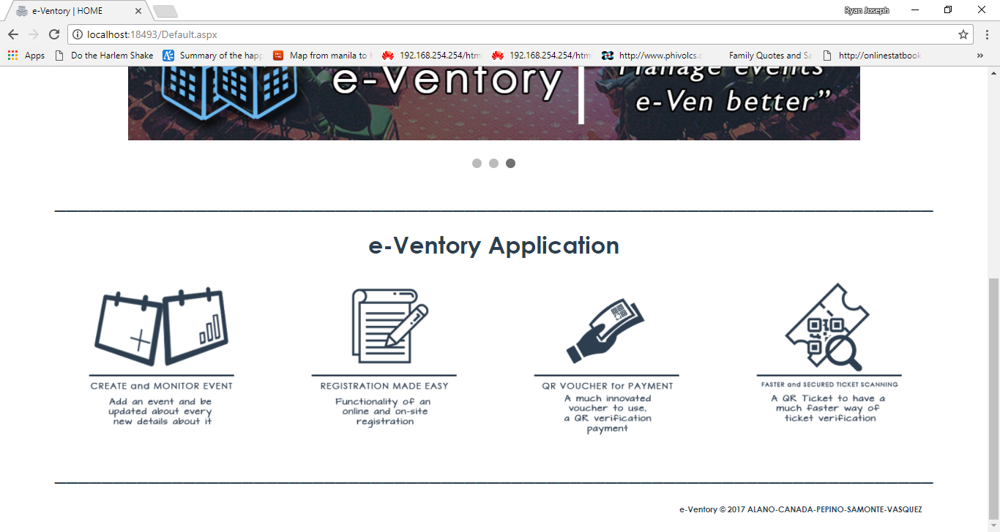 e-Ventory | HOME
Ryan Joseph
localhost:18493/Default.aspx
Apps
Do the Harlem Shake
Summary of the hap
Map from manila to
192.168.254.254/html
192.168.254.254/html
http://www.phivolcs.c
Family Quotes and Sa
http://onlinestatbook
e-Ventory
Manage events
e-Ven better”
e-Ventory Application
CREATE and MONITOR EVENT
Add an event and be
updated about every
new details about it
REGISTRATION MADE EASY
Functionality of an
online and on-site
registration
QR VOUCHER for PAYMENT
A much innovated
voucher to use,
a QR verification
payment
FASTER and SECURED TICKET SCANNING
A QR Ticket to have a
much faster way of
ticket verification
e-Ventory © 2017 ALANO-CANADA-PEPINO-SAMONTE-VASQUEZ